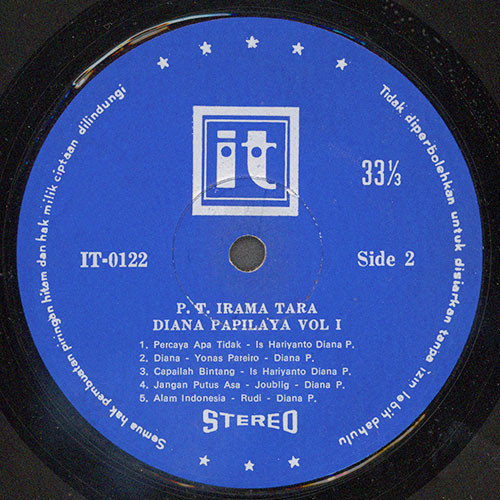 Semua hak pembuatan piringan hitam dan hak milik ciptaan dilindungi
Tidak diperbolehkan untuk disiarkan tanpa izin lebih dahulu
it
33⅓
IT-0122
Side 2
P. T. IRAMA TARA
DIANA PAPILAYA VOL I
1. Percaya Apa Tidak - Is Hariyanto Diana P.
2. Diana - Yonas Pareiro - Diana P.
3. Capailah Bintang - Is Hariyanto Diana P.
4. Jangan Putus Asa - Joublig - Diana P.
5. Alam Indonesia - Rudi - Diana P.
STEREO